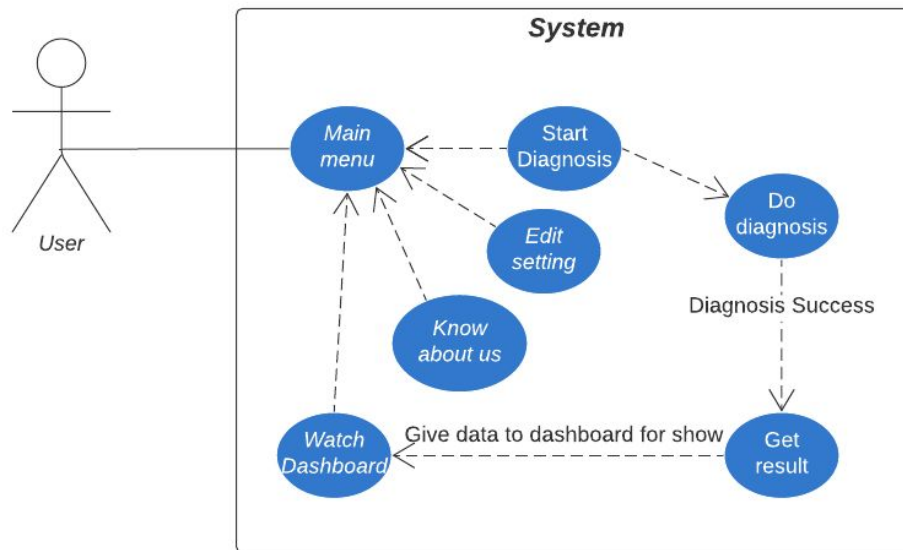 System
Main
menu
Start
Diagnosis
Do
diagnosis
User
Edit
setting
Diagnosis Success
Know
about us
Give data to dashboard for show
Watch
Dashboard
Get
result